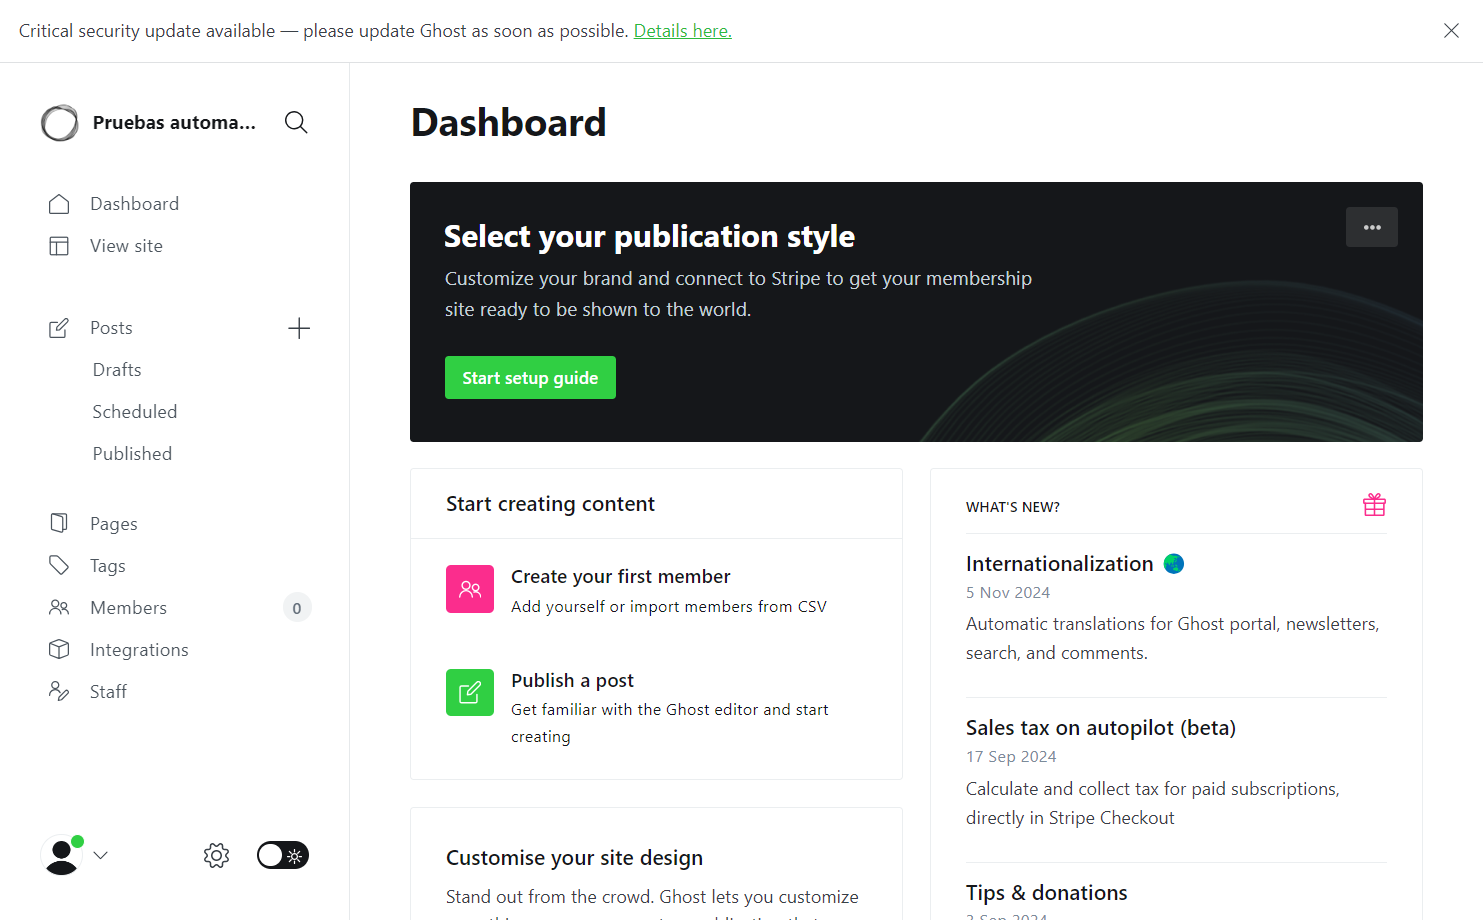 Critical security update available — please update Ghost as soon as possible. Details here.
Pruebas automa...
Dashboard
View site
Posts
Drafts
Scheduled
Published
Pages
Tags
Members 0
Integrations
Staff
Dashboard
Select your publication style
Customize your brand and connect to Stripe to get your membership
site ready to be shown to the world.
Start setup guide
Start creating content
Create your first member
Add yourself or import members from CSV
Publish a post
Get familiar with the Ghost editor and start
creating
Customise your site design
Stand out from the crowd. Ghost lets you customize
WHAT'S NEW?
Internationalization 🌏
5 Nov 2024
Automatic translations for Ghost portal, newsletters,
search, and comments.
Sales tax on autopilot (beta)
17 Sep 2024
Calculate and collect tax for paid subscriptions,
directly in Stripe Checkout
Tips & donations